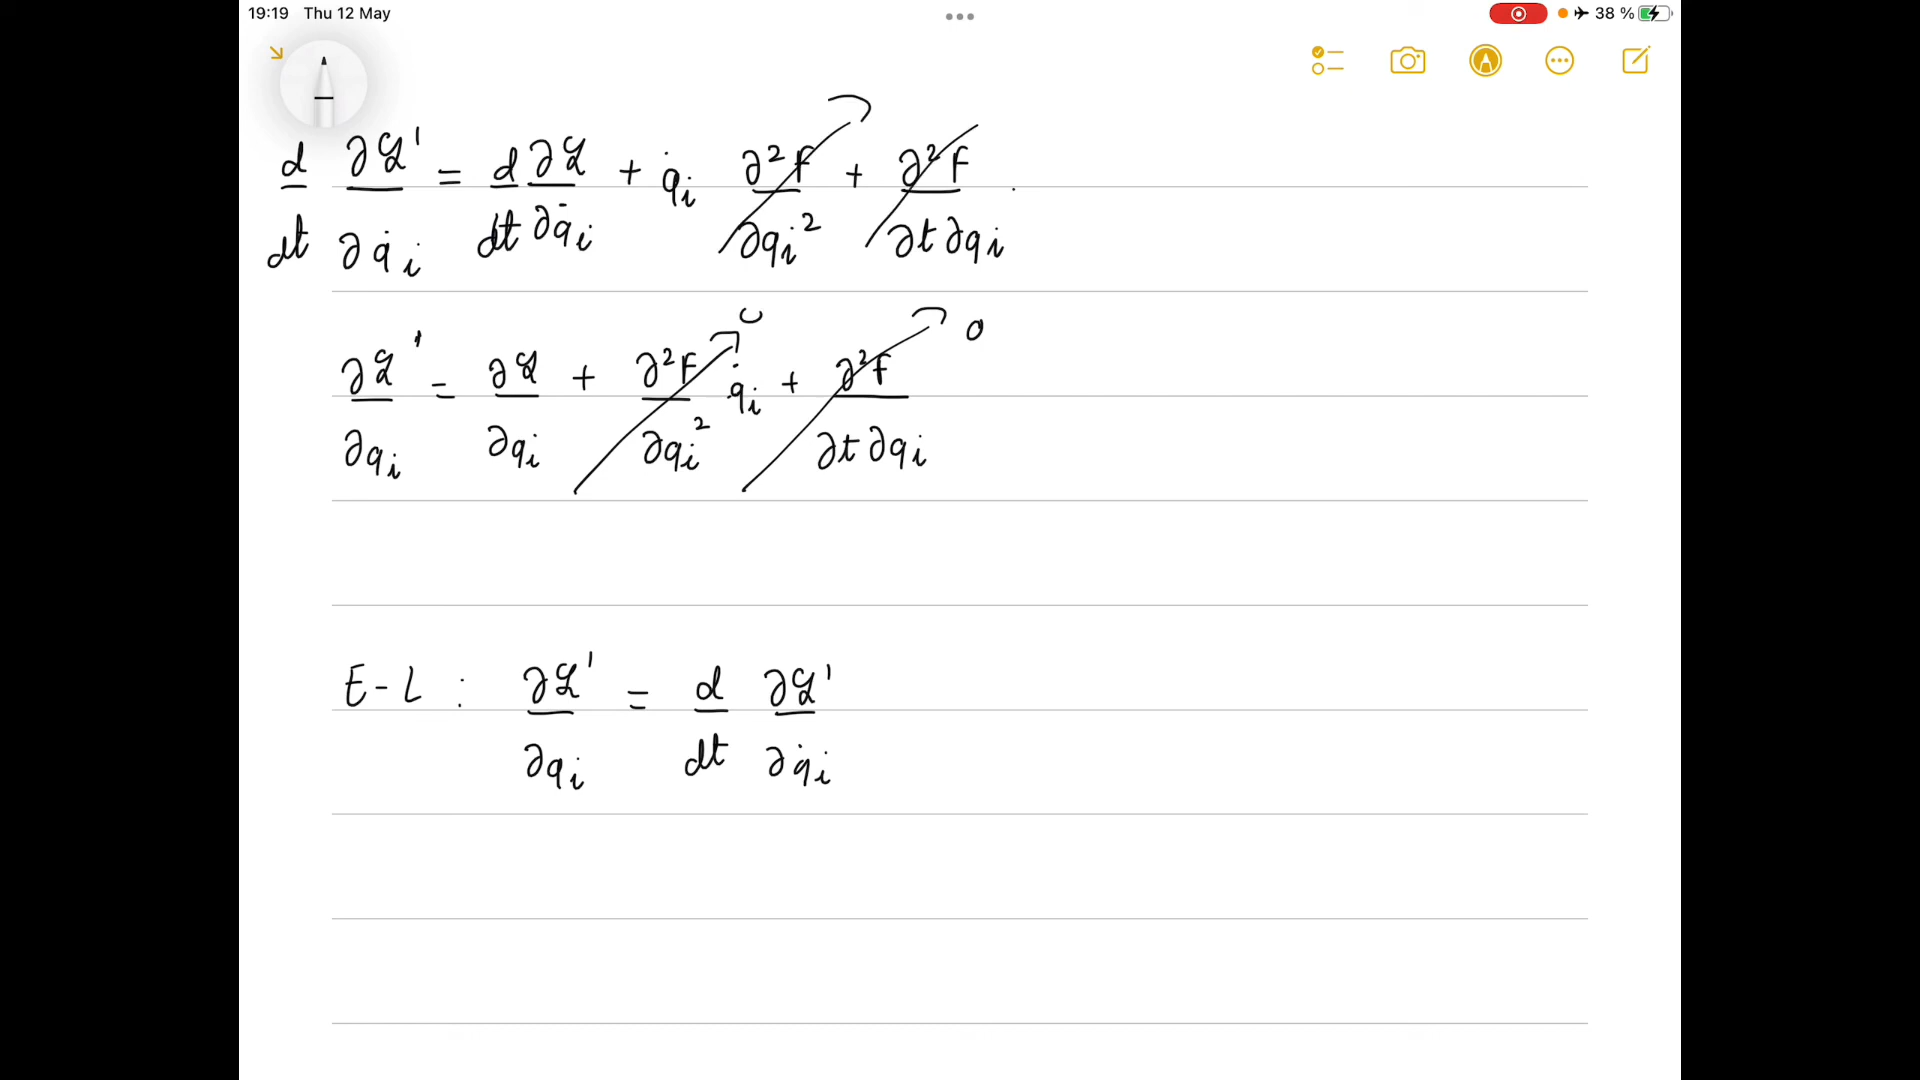 19:19 Thu 12 May 38 %
d/dt ∂ℒ'/∂q̇ᵢ = d/dt ∂ℒ/∂q̇ᵢ + q̇ᵢ ∂²F/∂qᵢ² + ∂²F/∂t∂qᵢ .
∂ℒ'/∂qᵢ = ∂ℒ/∂qᵢ + ∂²F/∂qᵢ² q̇ᵢ + ∂²F/∂t∂qᵢ 0 0
E-L : ∂ℒ'/∂qᵢ = d/dt ∂ℒ'/∂q̇ᵢ